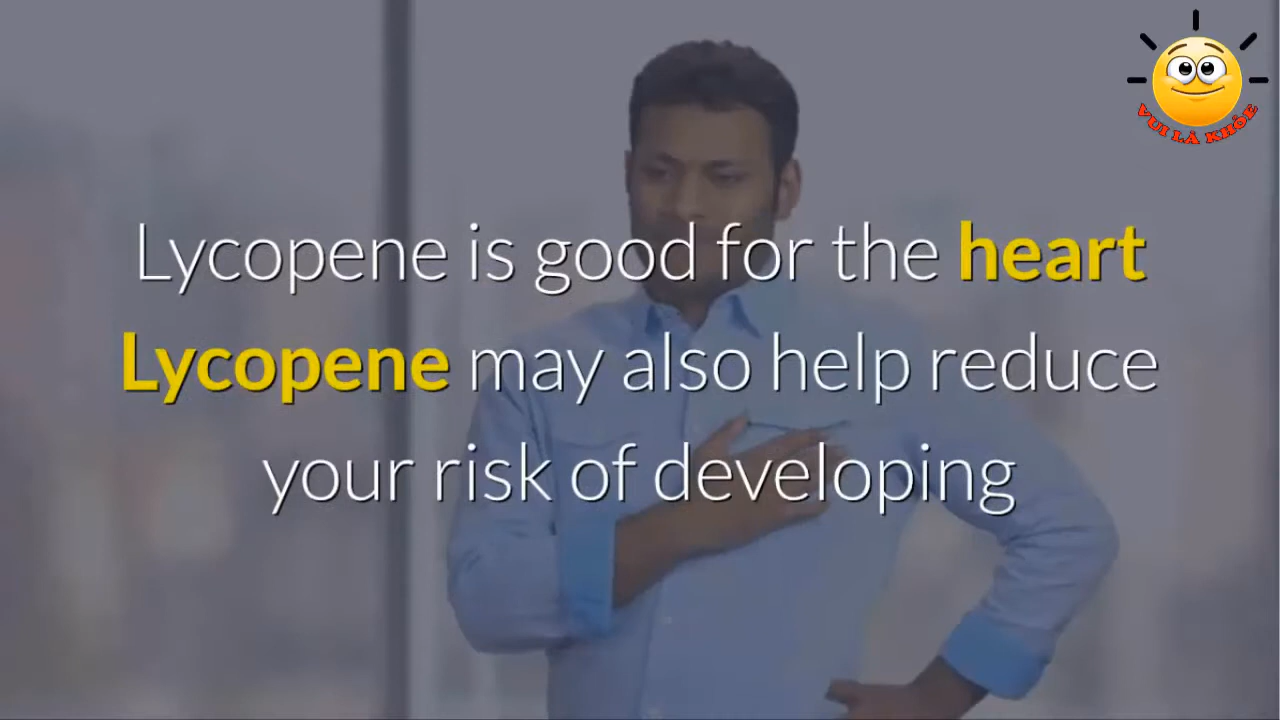 VUI LÀ KHỎE
Lycopene is good for the heart
Lycopene may also help reduce
your risk of developing